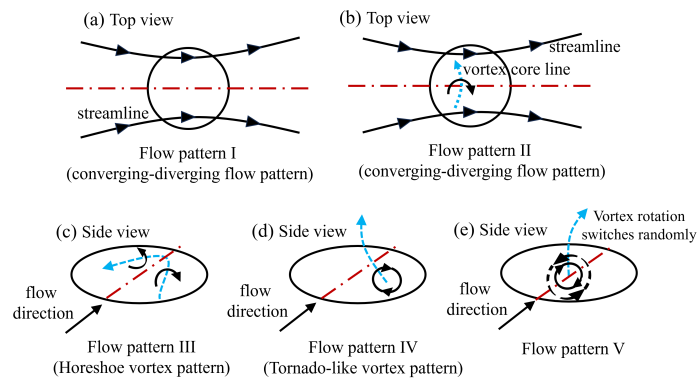 (a) Top view
(b) Top view
streamline
vortex core line
streamline
Flow pattern I
(converging-diverging flow pattern)
Flow pattern II
(converging-diverging flow pattern)
(c) Side view
(d) Side view
(e) Side view
Vortex rotation
switches randomly
flow
direction
flow
direction
flow
direction
Flow pattern III
(Horeshoe vortex pattern)
Flow pattern IV
(Tornado-like vortex pattern)
Flow pattern V